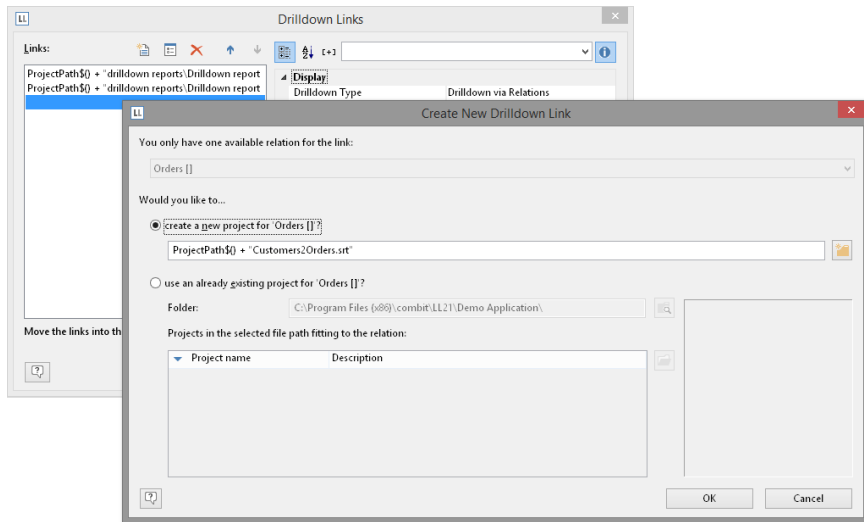 LL
Drilldown Links
Links:
ProjectPath$() + "drilldown reports\Drilldown report
ProjectPath$() + "drilldown reports\Drilldown report
Display
Drilldown Type
Drilldown via Relations
Move the links into th
LL
Create New Drilldown Link
You only have one available relation for the link:
Orders []
Would you like to...
create a new project for 'Orders []'?
ProjectPath$() + "Customers2Orders.srt"
use an already existing project for 'Orders []'?
Folder:
C:\Program Files (x86)\combit\LL21\Demo Application\
Projects in the selected file path fitting to the relation:
Project name
Description
OK
Cancel